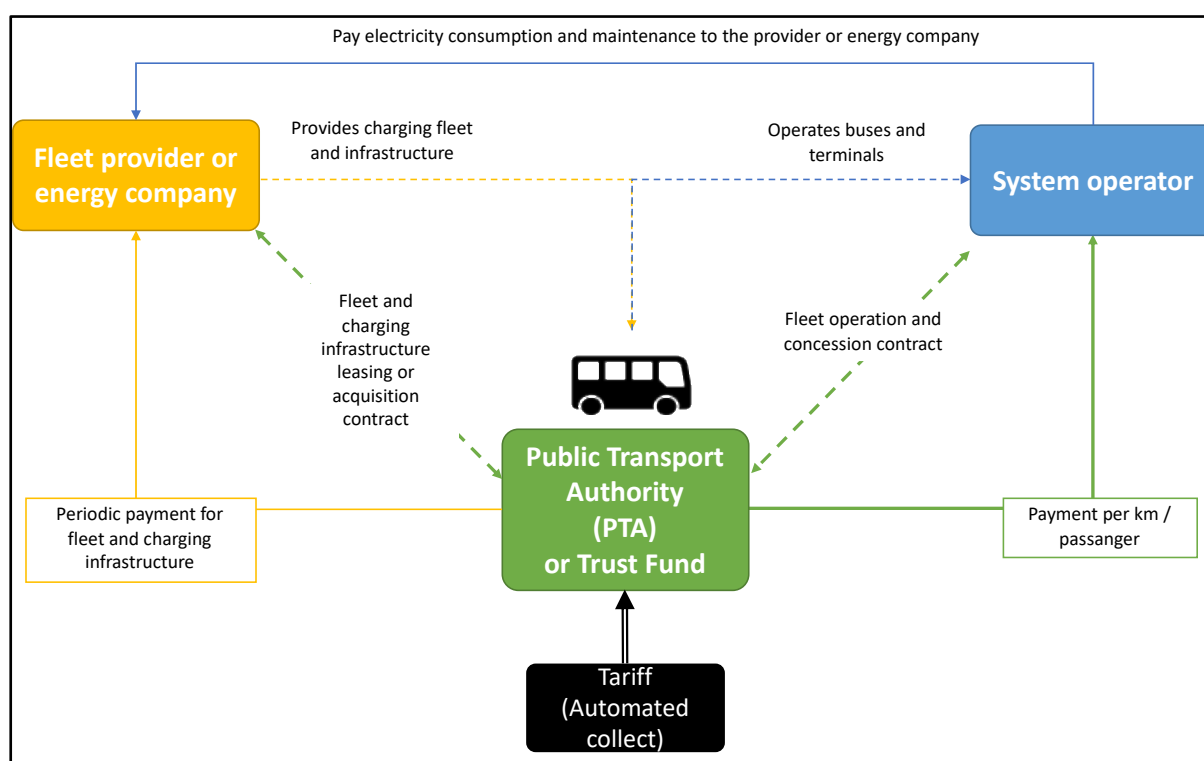 Pay electricity consumption and maintenance to the provider or energy company
Provides charging fleet
and infrastructure
Operates buses and
terminals
Fleet provider or
energy company
System operator
Fleet and
charging
infrastructure
leasing or
acquisition
contract
Fleet operation and
concession contract
Public Transport
Authority
(PTA)
or Trust Fund
Periodic payment for
fleet and charging
infrastructure
Payment per km /
passanger
Tariff
(Automated
collect)